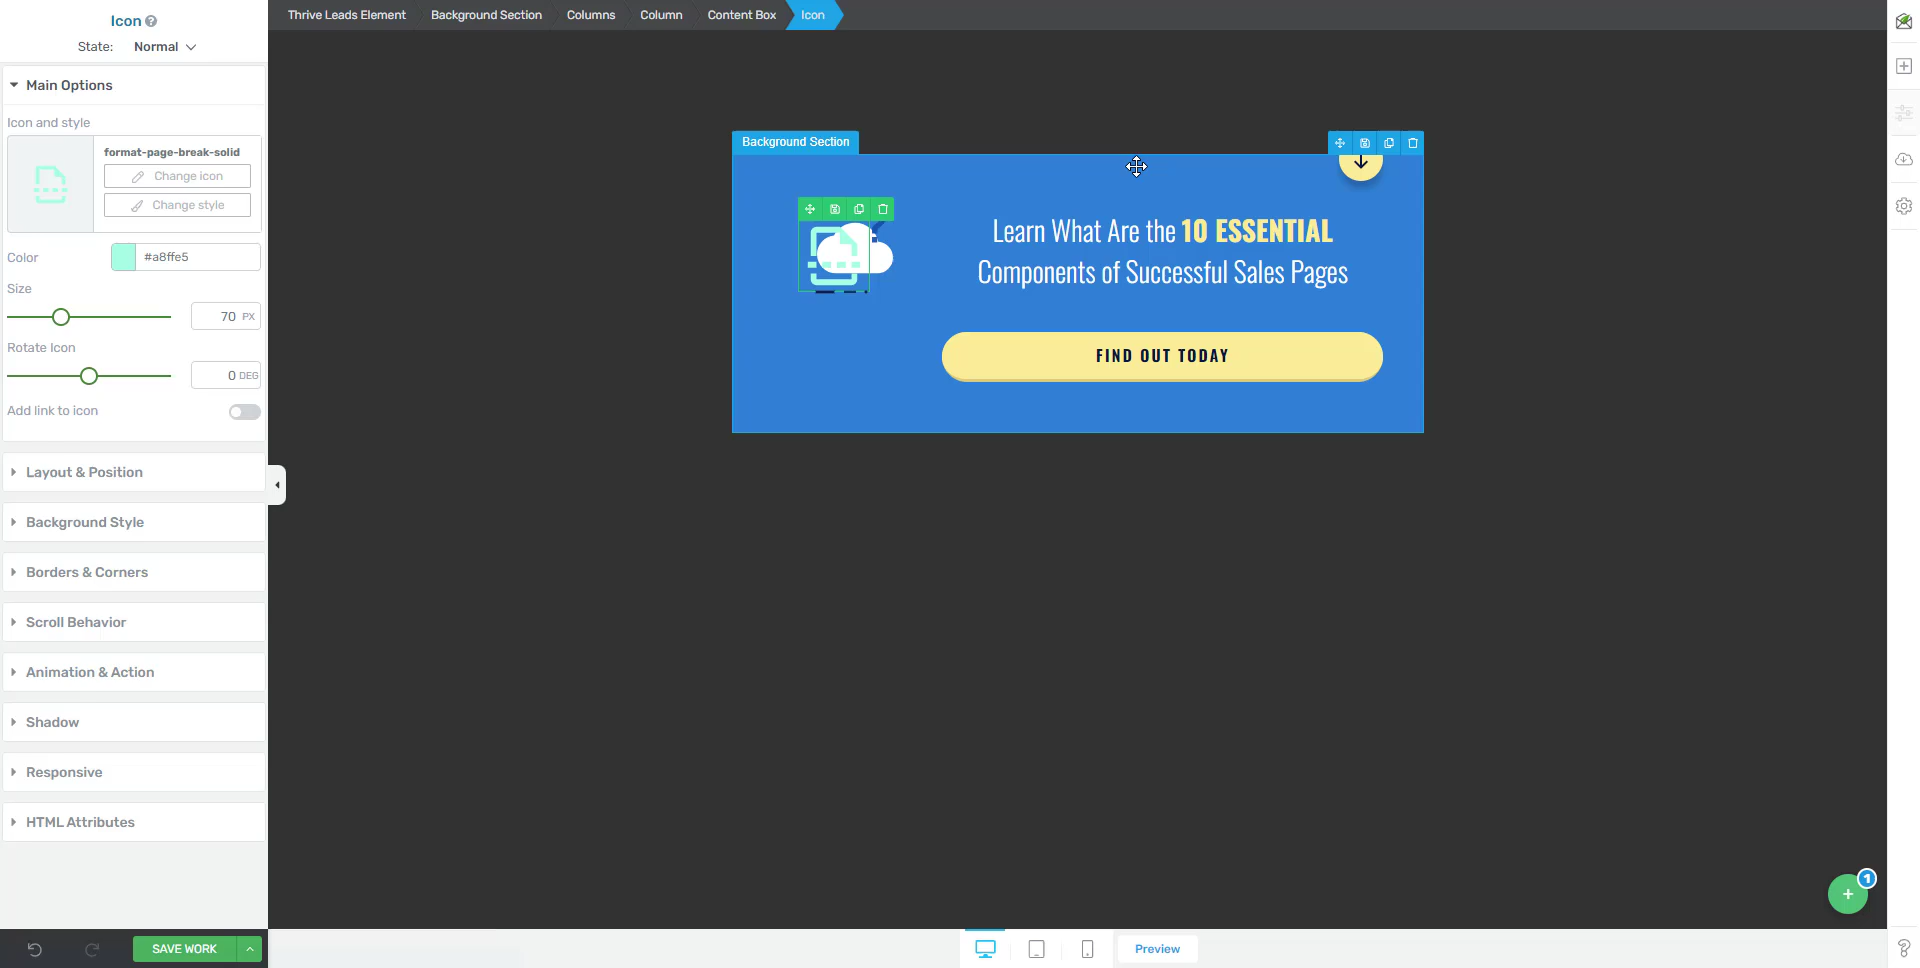 Icon
State: Normal
Main Options
Icon and style
format-page-break-solid
Change icon
Change style
Color #a8ffe5
Size
70 PX
Rotate Icon
0 DEG
Add link to icon
Layout & Position
Background Style
Borders & Corners
Scroll Behavior
Animation & Action
Shadow
Responsive
HTML Attributes
SAVE WORK
Thrive Leads Element Background Section Columns Column Content Box Icon
Background Section
Learn What Are the 10 ESSENTIAL
Components of Successful Sales Pages
FIND OUT TODAY
1
Preview